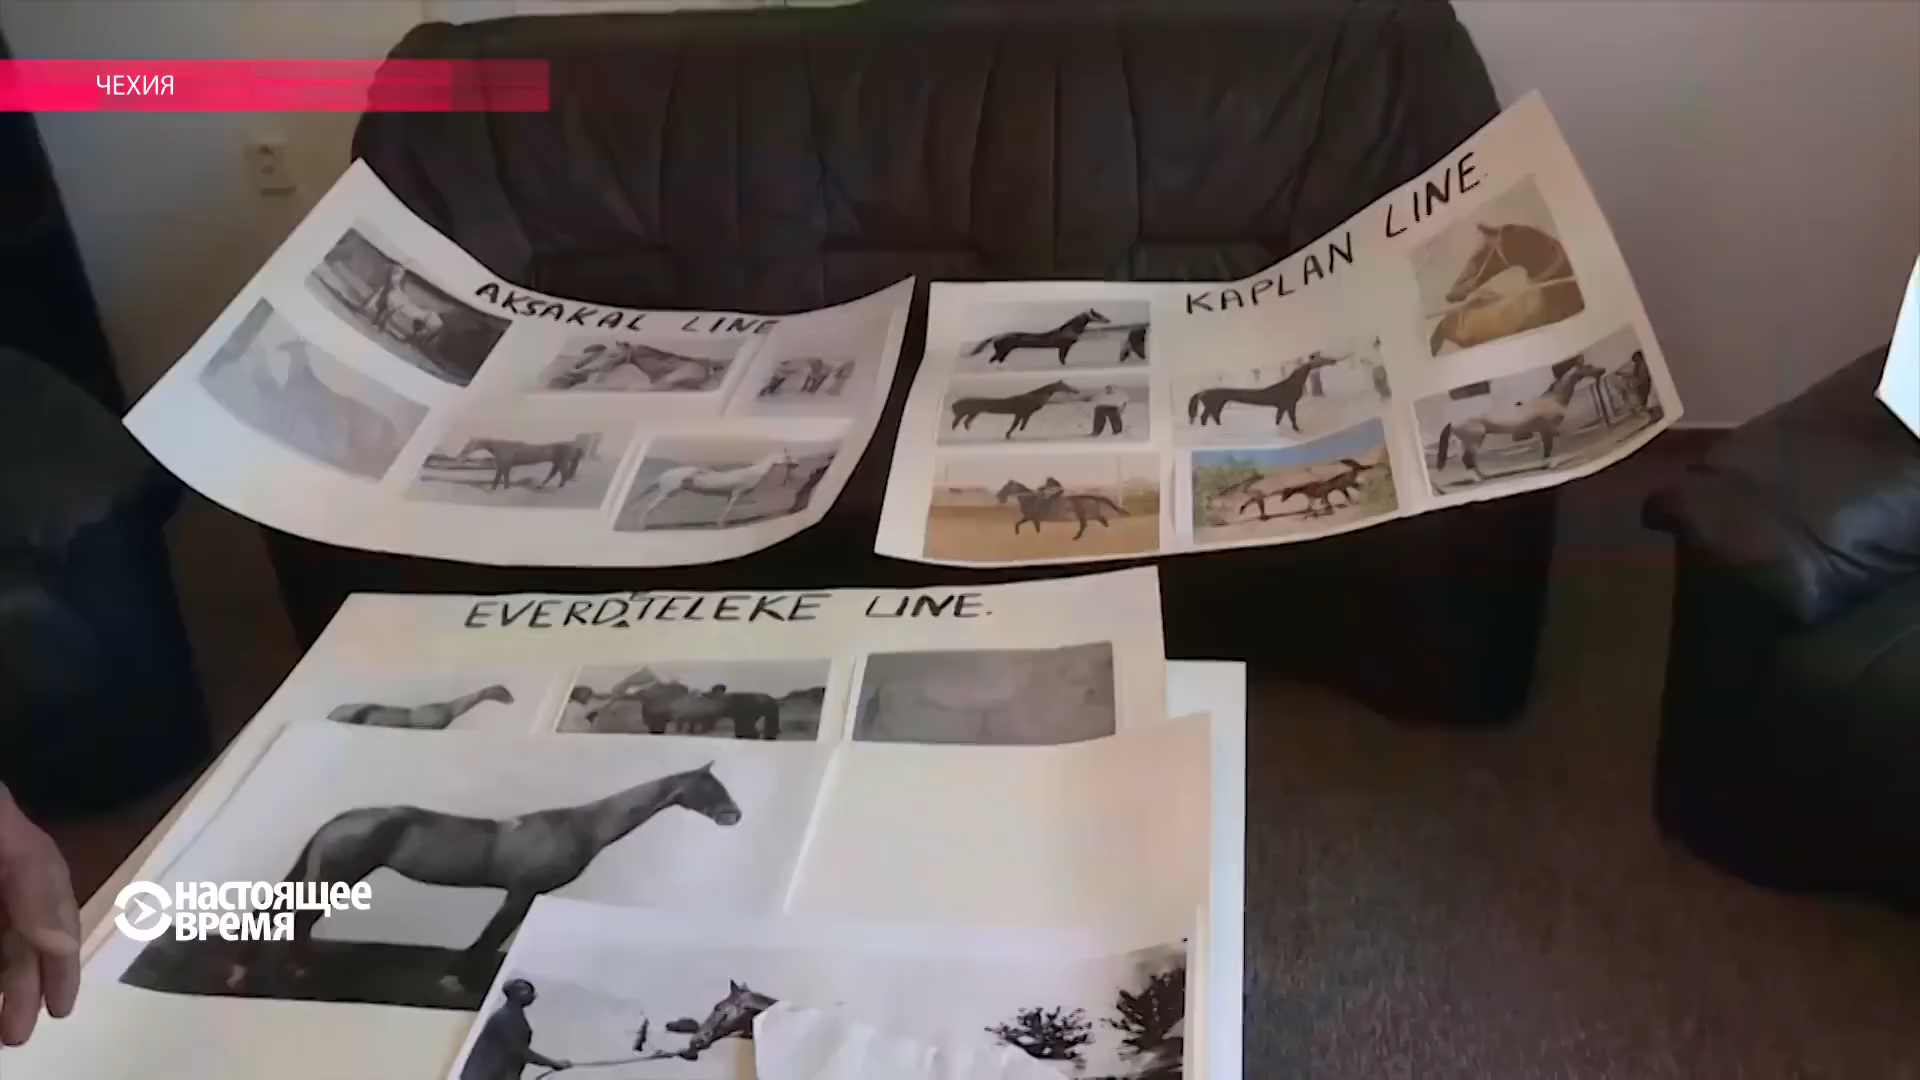 ЧЕХИЯ
AKSAKAL LINE
KAPLAN LINE.
EVERDITELEKE LINE.
НАСТОЯЩЕЕ
ВРЕМЯ